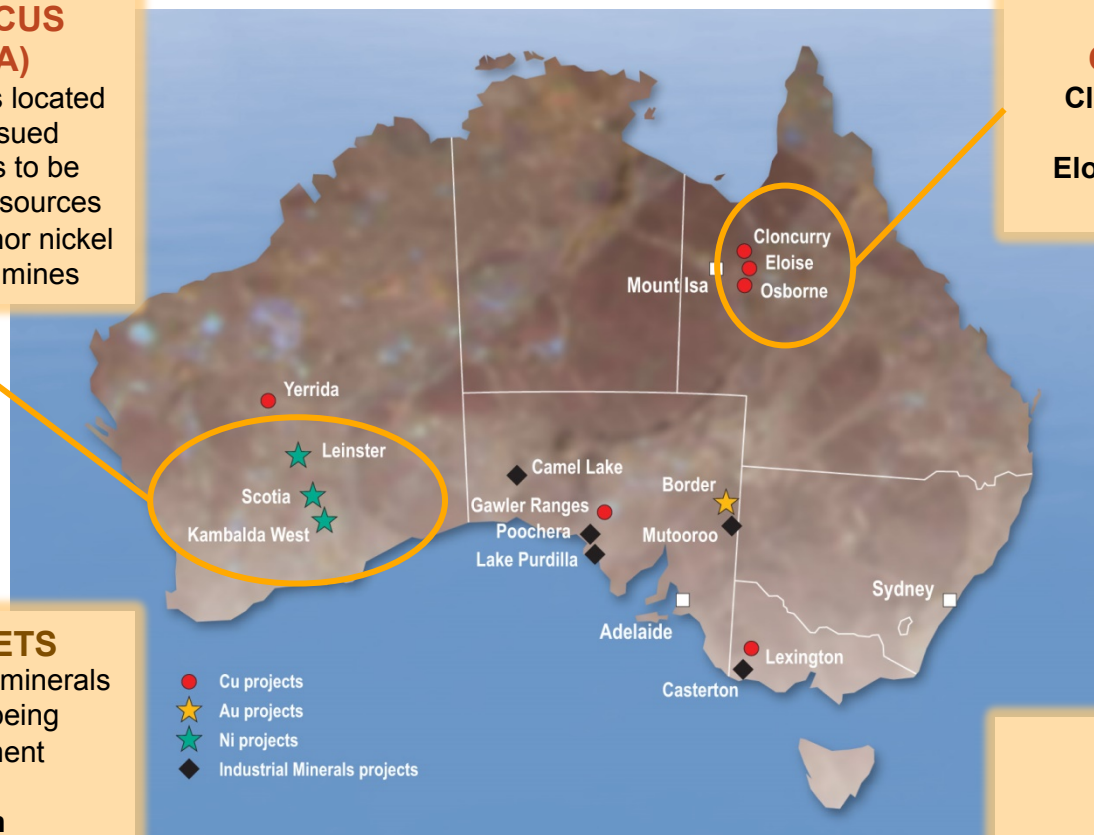 CUS
A)
s located
sued
s to be
sources
nor nickel
mines
C
Cl
Elo
Cloncurry
Eloise
Mount Isa
Osborne
Yerrida
Leinster
Scotia
Kambalda West
Camel Lake
Gawler Ranges
Poochera
Lake Purdilla
Border
Mutooroo
Sydney
Adelaide
Lexington
Casterton
ETS
minerals
being
ment
Cu projects
Au projects
Ni projects
Industrial Minerals projects